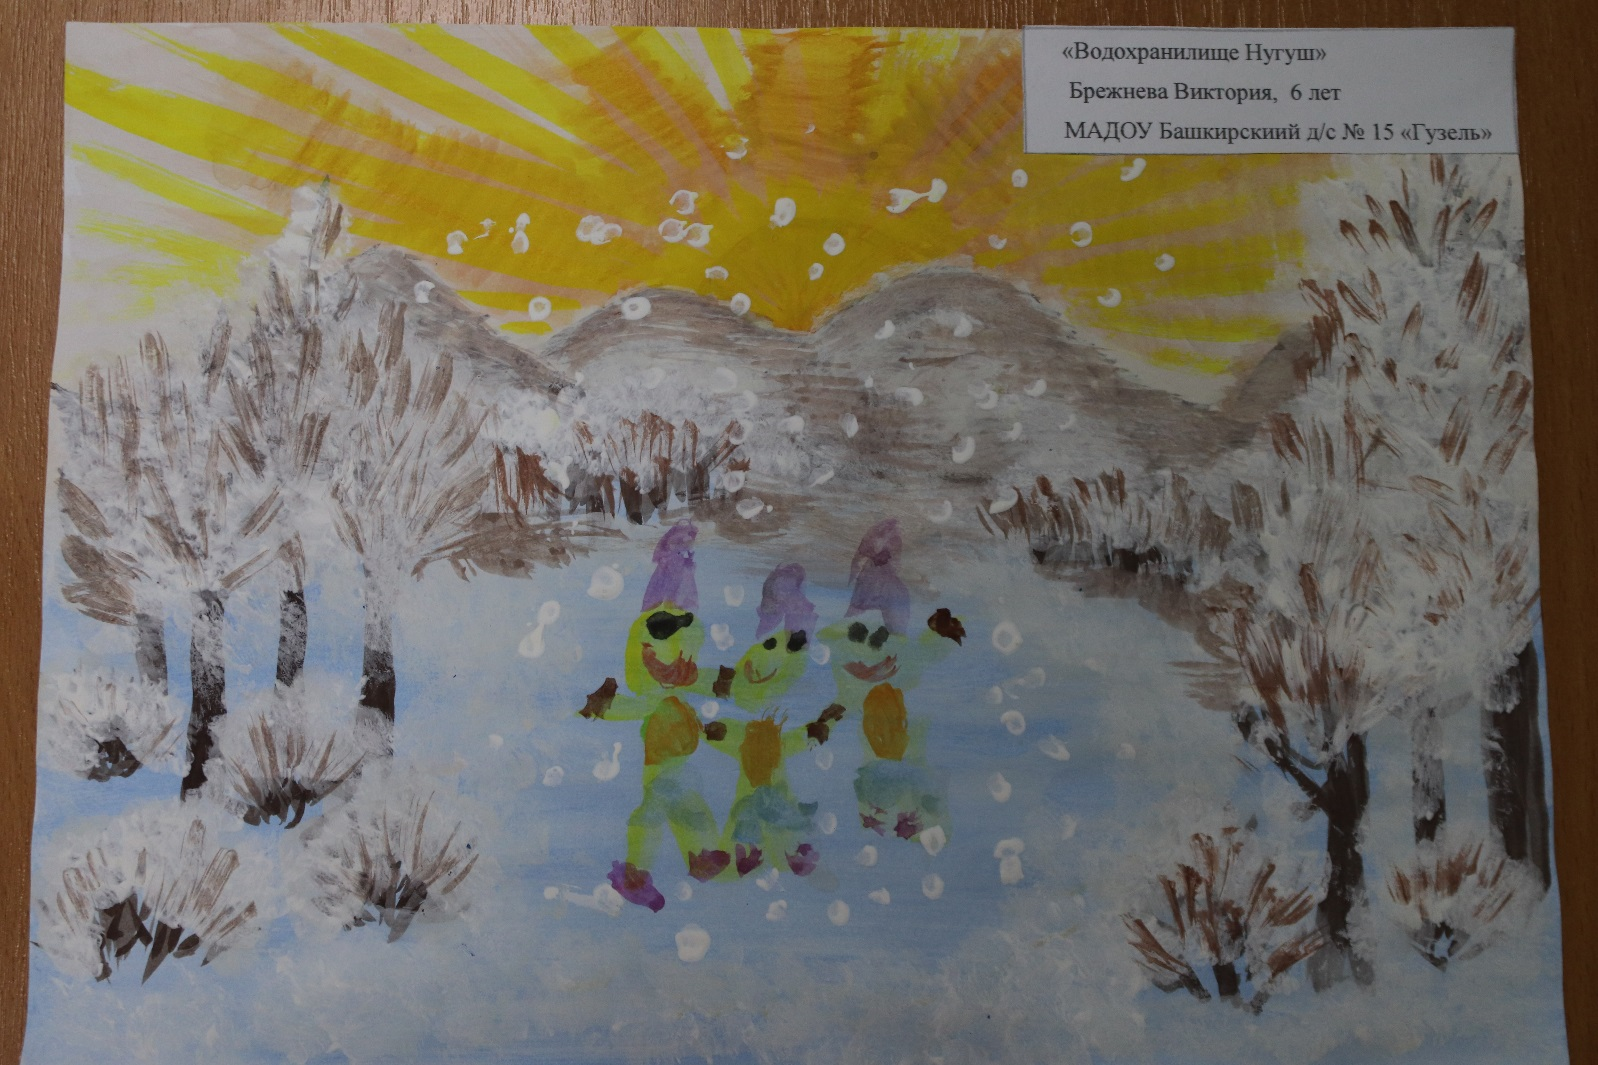 «Водохранилище Нугуш»
Брежнева Виктория, 6 лет
МАДОУ Башкирскиий д/с № 15 «Гузель»